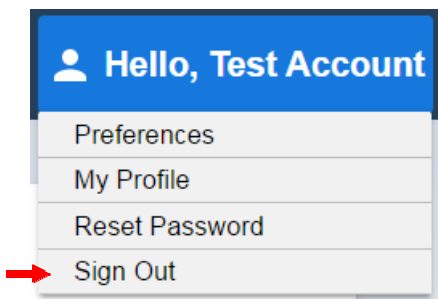 Hello, Test Account
Preferences
My Profile
Reset Password
Sign Out